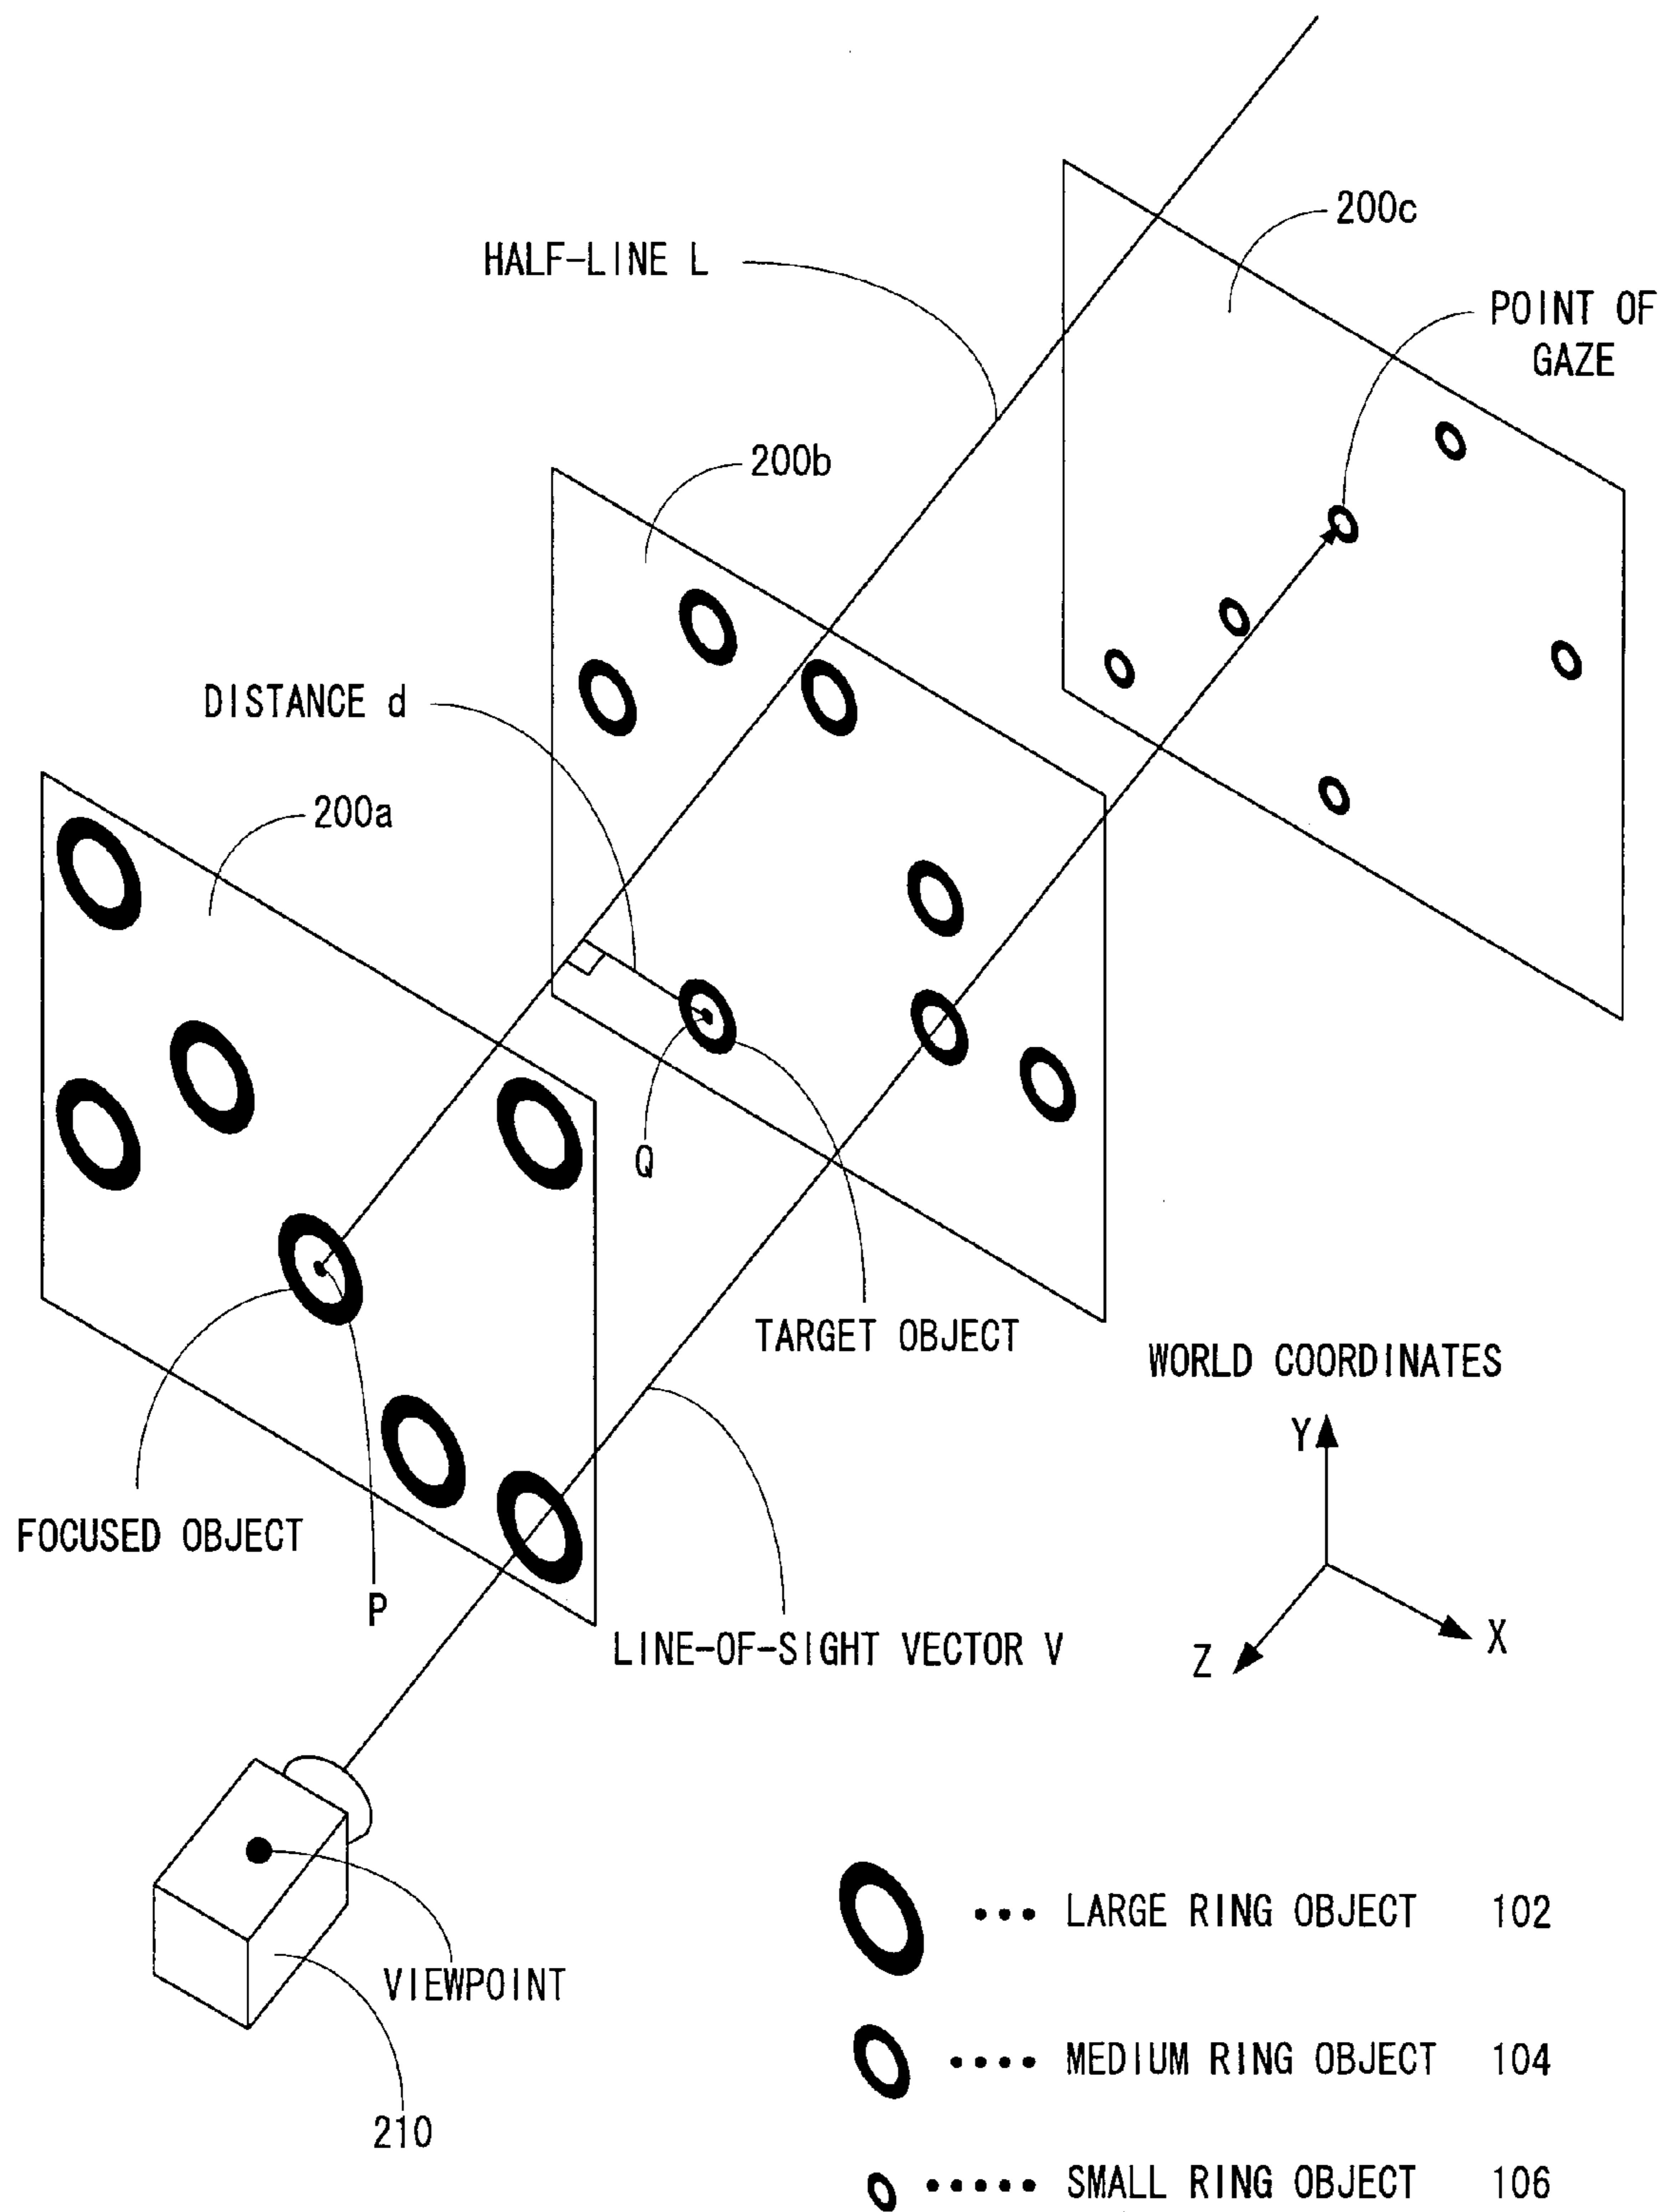 200c
HALF-LINE L
POINT OF
GAZE
200b
DISTANCE d
200a
Q
TARGET OBJECT
WORLD COORDINATES
Y
FOCUSED OBJECT
P
LINE-OF-SIGHT VECTOR V
Z
X
VIEWPOINT
210
••• LARGE RING OBJECT 102
•••• MEDIUM RING OBJECT 104
••••• SMALL RING OBJECT 106